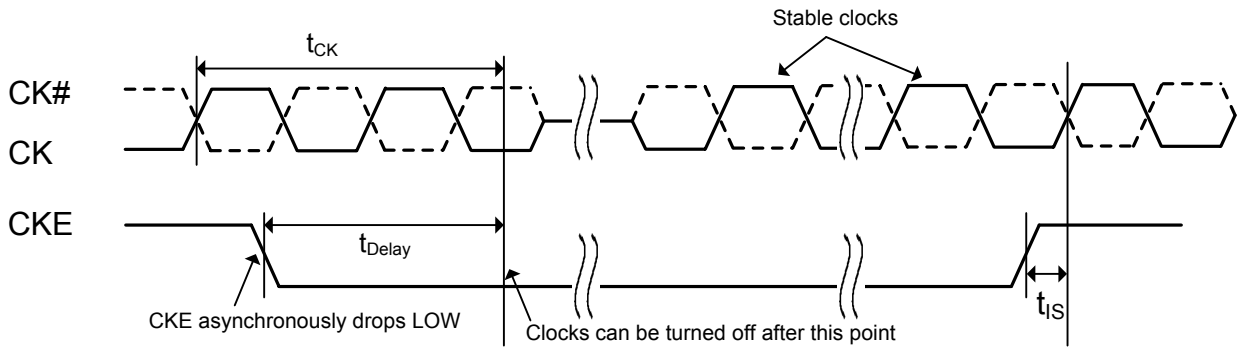 Stable clocks
tCK
CK#
CK
CKE
tDelay
tIS
CKE asynchronously drops LOW
Clocks can be turned off after this point